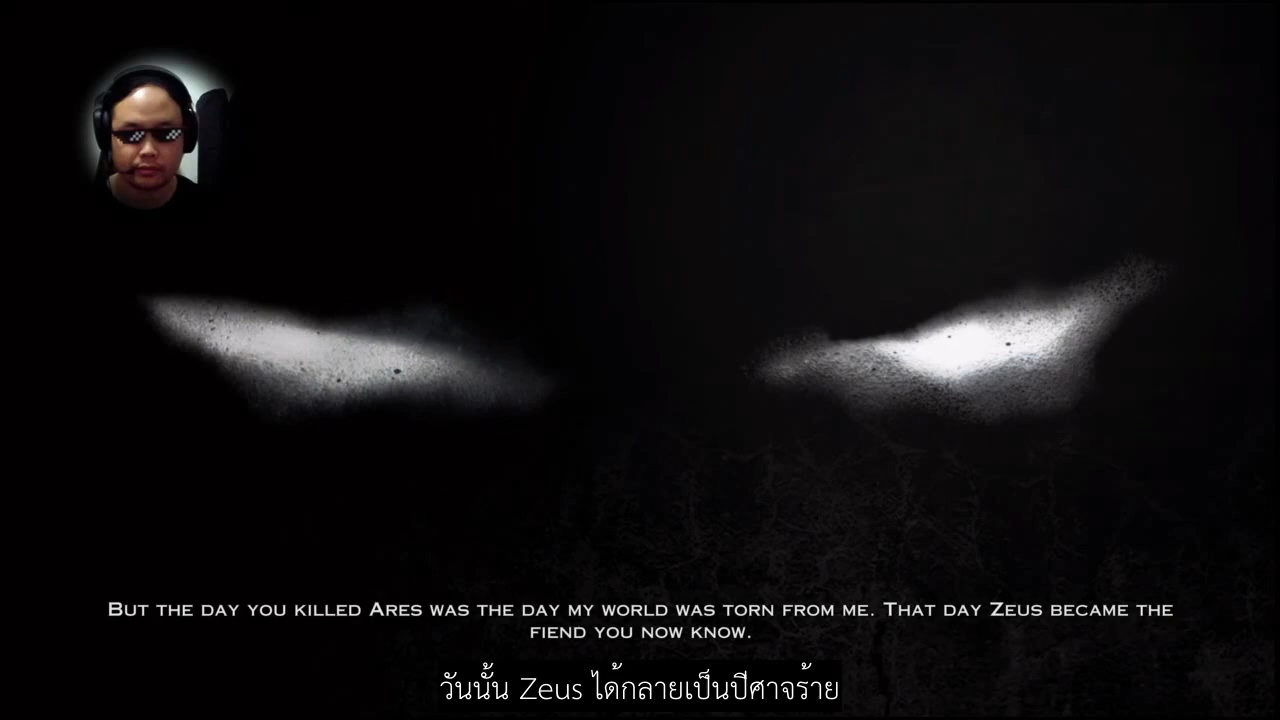 But the day you killed Ares was the day my world was torn from me. That day Zeus became the
fiend you now know.
วันนั้น Zeus ได้กลายเป็นปีศาจร้าย